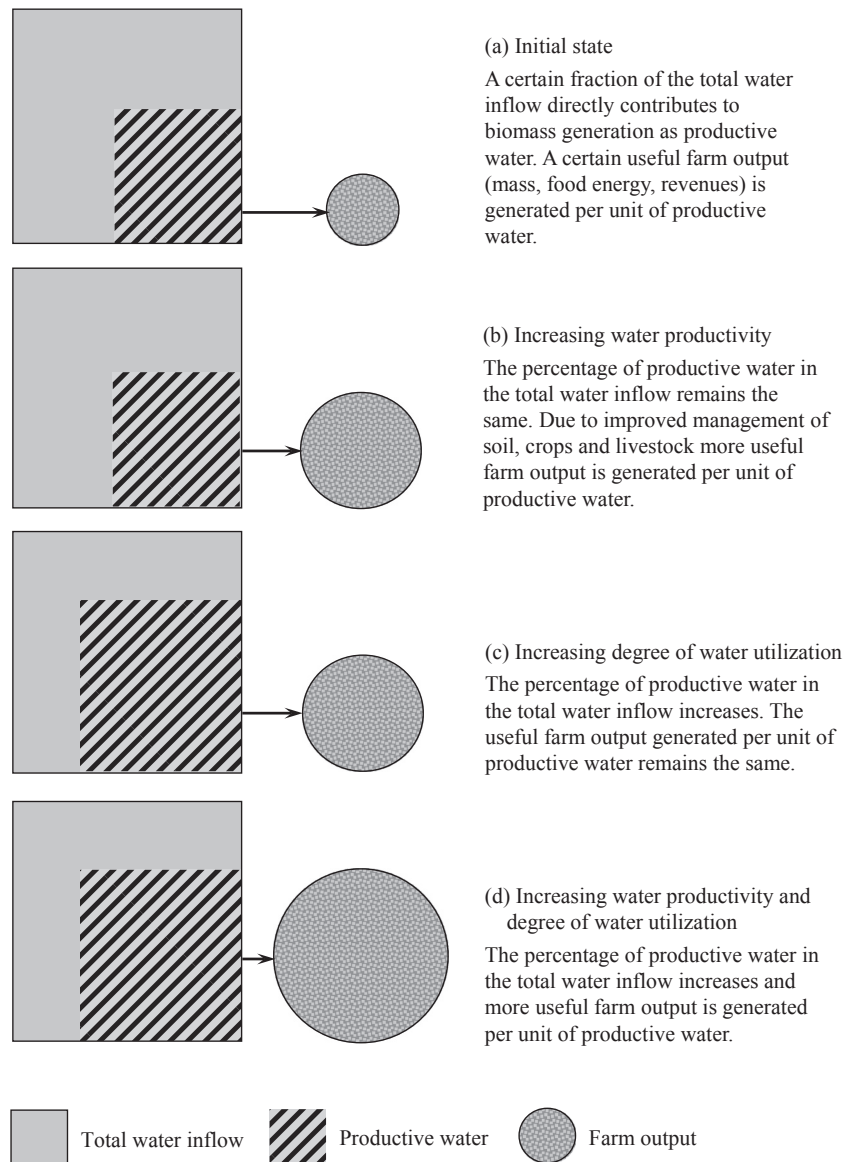 (a) Initial state
A certain fraction of the total water
inflow directly contributes to
biomass generation as productive
water. A certain useful farm output
(mass, food energy, revenues) is
generated per unit of productive
water.
(b) Increasing water productivity
The percentage of productive water in
the total water inflow remains the
same. Due to improved management of
soil, crops and livestock more useful
farm output is generated per unit of
productive water.
(c) Increasing degree of water utilization
The percentage of productive water in
the total water inflow increases. The
useful farm output generated per unit of
productive water remains the same.
(d) Increasing water productivity and
degree of water utilization
The percentage of productive water in
the total water inflow increases and
more useful farm output is generated
per unit of productive water.
Total water inflow
Productive water
Farm output